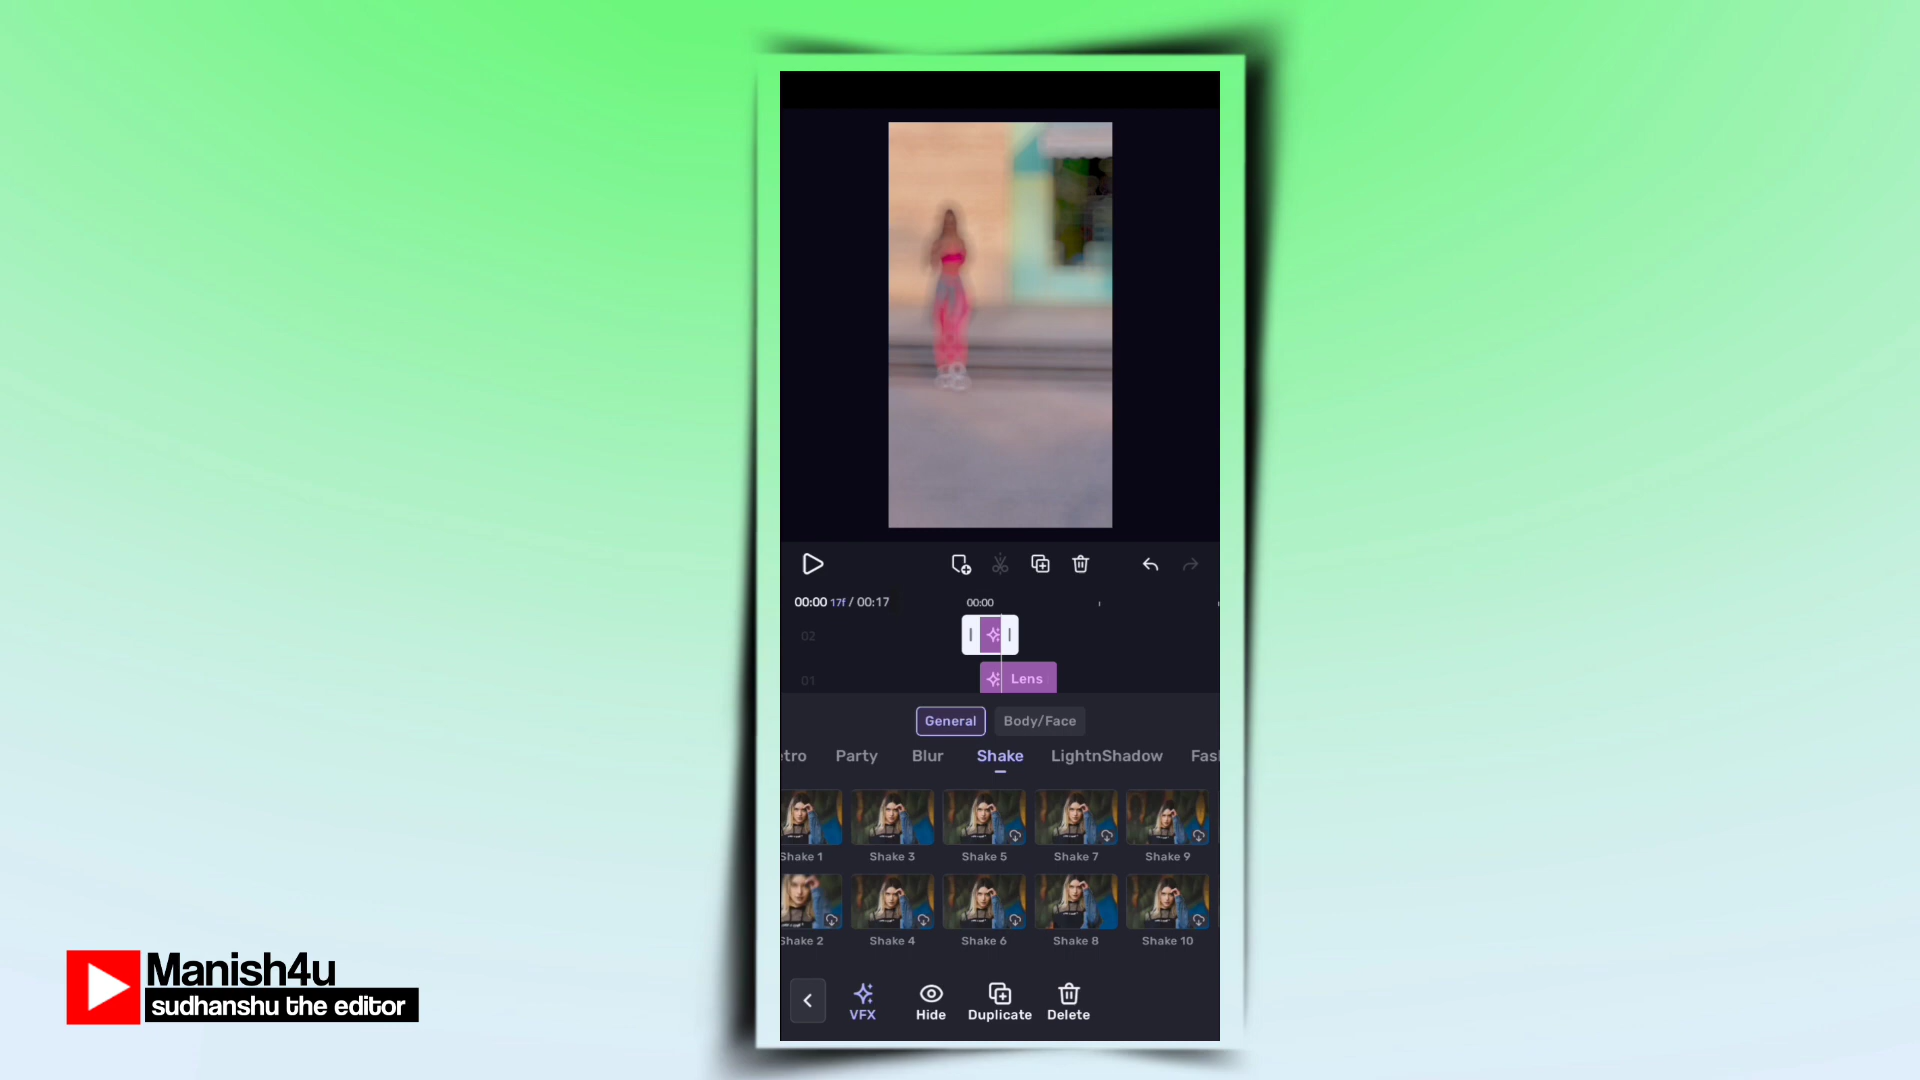 00:00 17f / 00:17
00:00
02
01
Lens
General
Body/Face
tro
Party
Blur
Shake
LightnShadow
Fasl
Shake 1
Shake 3
Shake 5
Shake 7
Shake 9
Shake 2
Shake 4
Shake 6
Shake 8
Shake 10
VFX
Hide
Duplicate
Delete
Manish4u
sudhanshu the editor